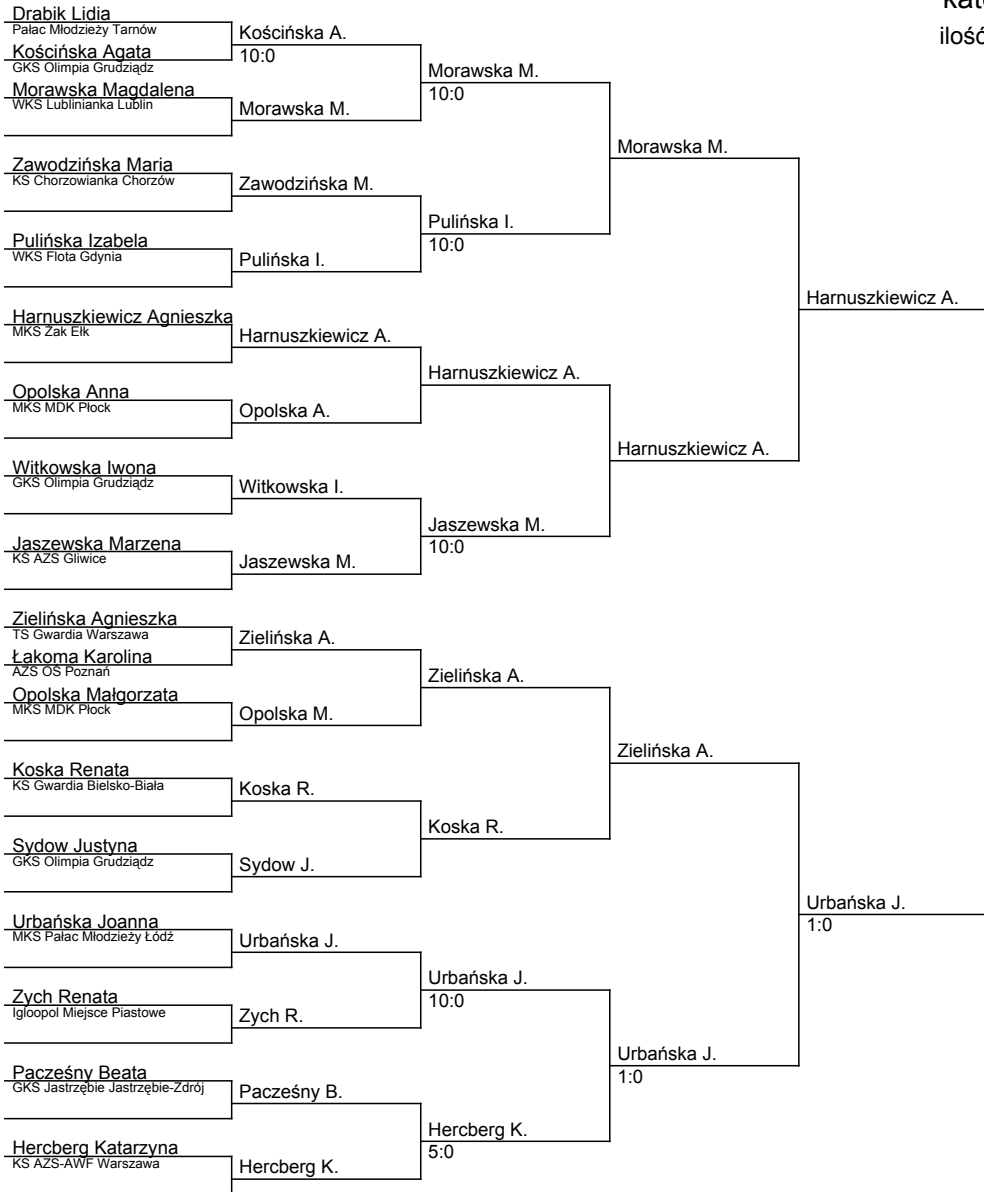 Drabik Lidia
Pałac Młodzieży Tarnów
Kościńska Agata
GKS Olimpia Grudziądz
Morawska Magdalena
WKS Lublinianka Lublin
Zawodzińska Maria
KS Chorzowianka Chorzów
Pulińska Izabela
WKS Flota Gdynia
Harnuszkiewicz Agnieszka
MKS Żak Ełk
Opolska Anna
MKS MDK Płock
Witkowska Iwona
GKS Olimpia Grudziądz
Jaszewska Marzena
KS AZS Gliwice
Zielińska Agnieszka
TS Gwardia Warszawa
Łakoma Karolina
AZS OŚ Poznań
Opolska Małgorzata
MKS MDK Płock
Koska Renata
KS Gwardia Bielsko-Biała
Sydow Justyna
GKS Olimpia Grudziądz
Urbańska Joanna
MKS Pałac Młodzieży Łódź
Zych Renata
Igloopol Miejsce Piastowe
Pacześny Beata
GKS Jastrzębie Jastrzębie-Zdrój
Hercberg Katarzyna
KS AZS-AWF Warszawa
Kościńska A.
10:0
Morawska M.
Zawodzińska M.
Pulińska I.
Harnuszkiewicz A.
Opolska A.
Witkowska I.
Jaszewska M.
Zielińska A.
Opolska M.
Koska R.
Sydow J.
Urbańska J.
Zych R.
Pacześny B.
Hercberg K.
Morawska M.
10:0
Pulińska I.
10:0
Harnuszkiewicz A.
Jaszewska M.
10:0
Zielińska A.
Koska R.
Urbańska J.
10:0
Hercberg K.
5:0
Morawska M.
Harnuszkiewicz A.
Zielińska A.
Urbańska J.
1:0
Harnuszkiewicz A.
Urbańska J.
1:0
ilość